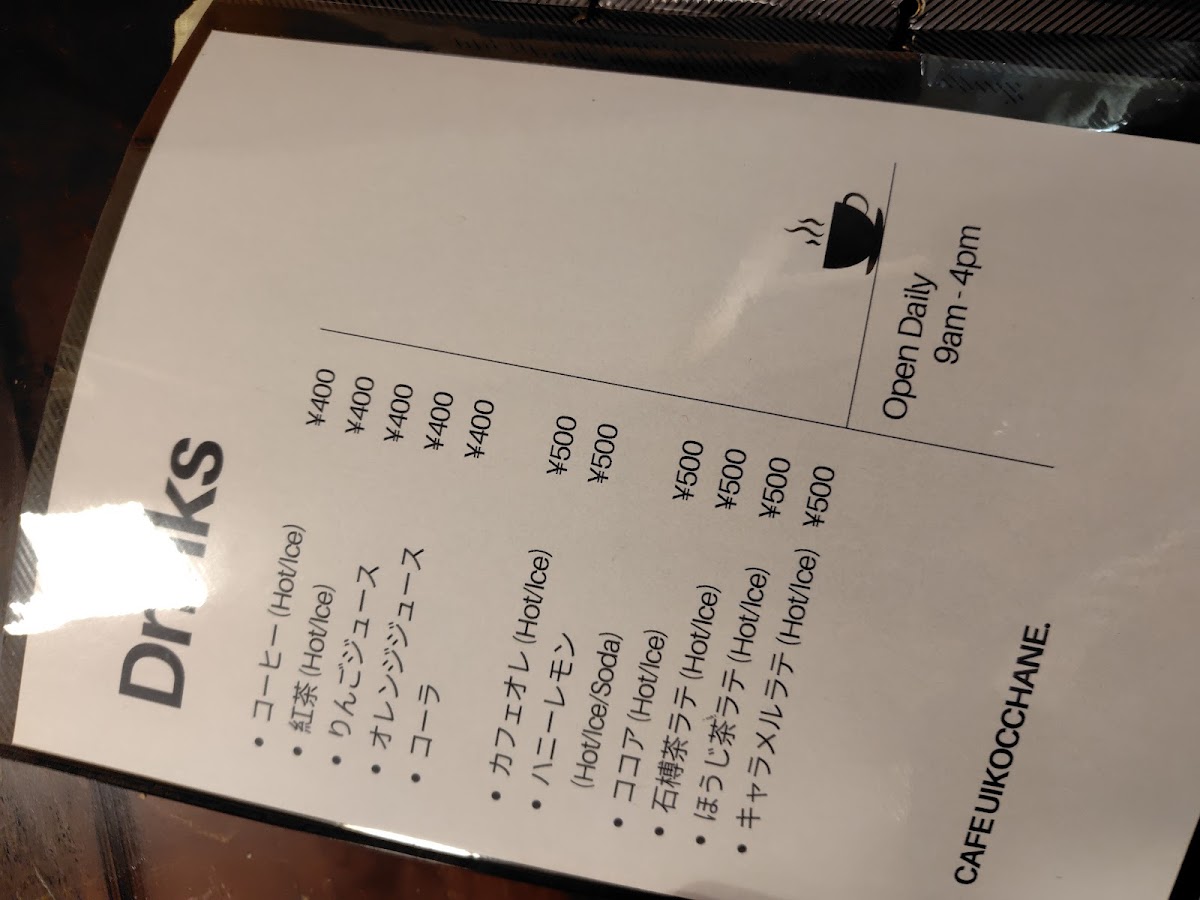 Drinks
• コーヒー (Hot/Ice) ¥400
• 紅茶 (Hot/Ice) ¥400
• りんごジュース ¥400
• オレンジジュース ¥400
• コーラ ¥400
• カフェオレ (Hot/Ice) ¥500
• ハニーレモン ¥500
(Hot/Ice/Soda)
• ココア (Hot/Ice) ¥500
• 石榑茶ラテ (Hot/Ice) ¥500
• ほうじ茶ラテ (Hot/Ice) ¥500
• キャラメルラテ (Hot/Ice) ¥500
Open Daily
9am - 4pm
CAFE UIKOCCHANE.